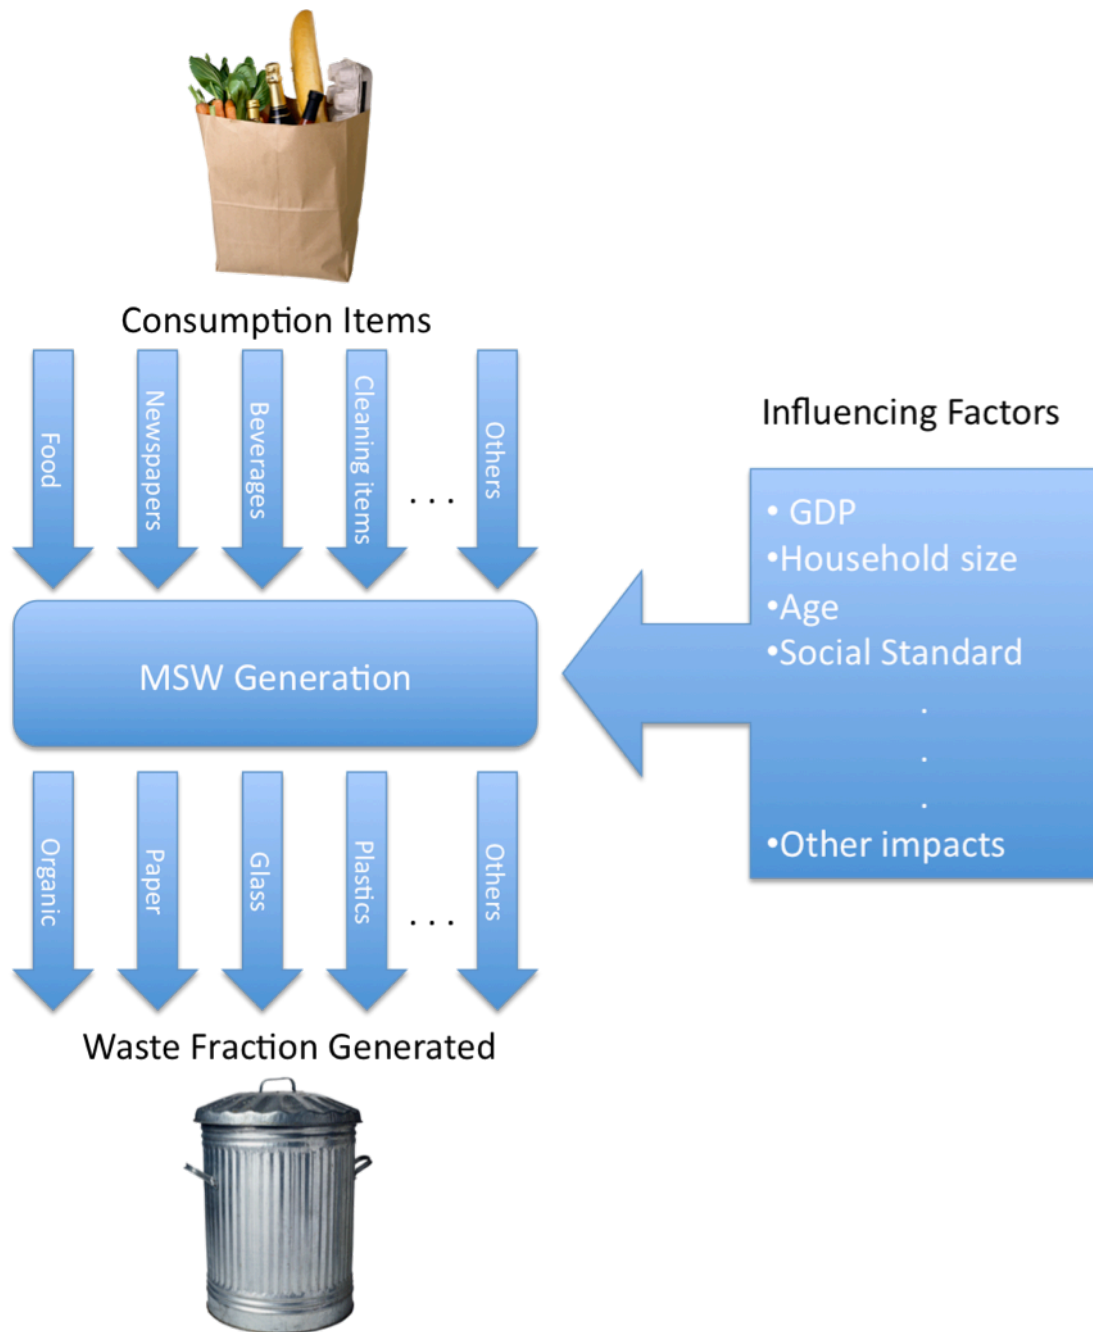 Consumption Items
Food
Newspapers
Beverages
Cleaning items
. . .
Others
Influencing Factors
• GDP
•Household size
•Age
•Social Standard
.
.
.
•Other impacts
MSW Generation
Organic
Paper
Glass
Plastics
. . .
Others
Waste Fraction Generated